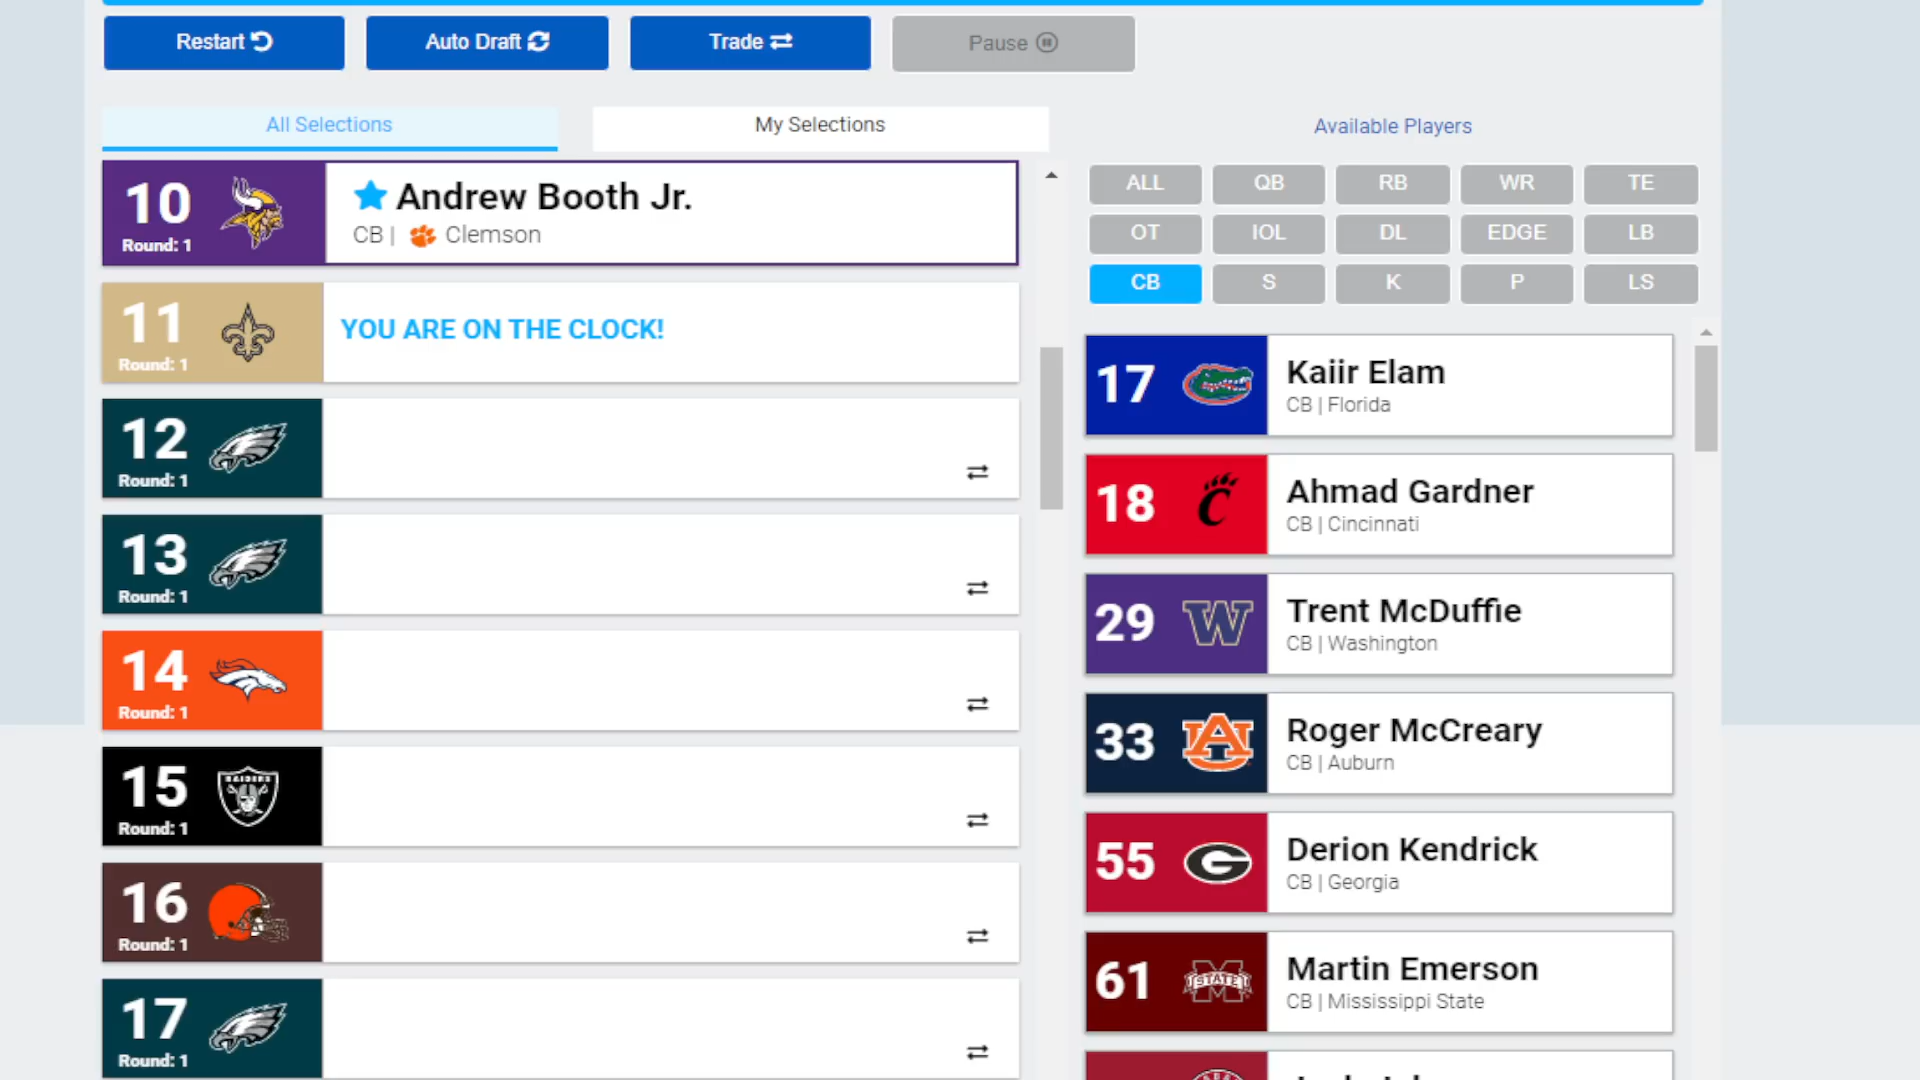 Restart
Auto Draft
Trade
Pause
All Selections
My Selections
Available Players
10
Round: 1
Andrew Booth Jr.
CB | Clemson
11
Round: 1
YOU ARE ON THE CLOCK!
12
Round: 1
13
Round: 1
14
Round: 1
15
RAIDERS
Round: 1
16
Round: 1
17
Round: 1
ALL QB RB WR TE
OT IOL DL EDGE LB
CB S K P LS
17
Kaiir Elam
CB | Florida
18
C
Ahmad Gardner
CB | Cincinnati
29
W
Trent McDuffie
CB | Washington
33
AU
Roger McCreary
CB | Auburn
55
G
Derion Kendrick
CB | Georgia
61
M STATE
Martin Emerson
CB | Mississippi State